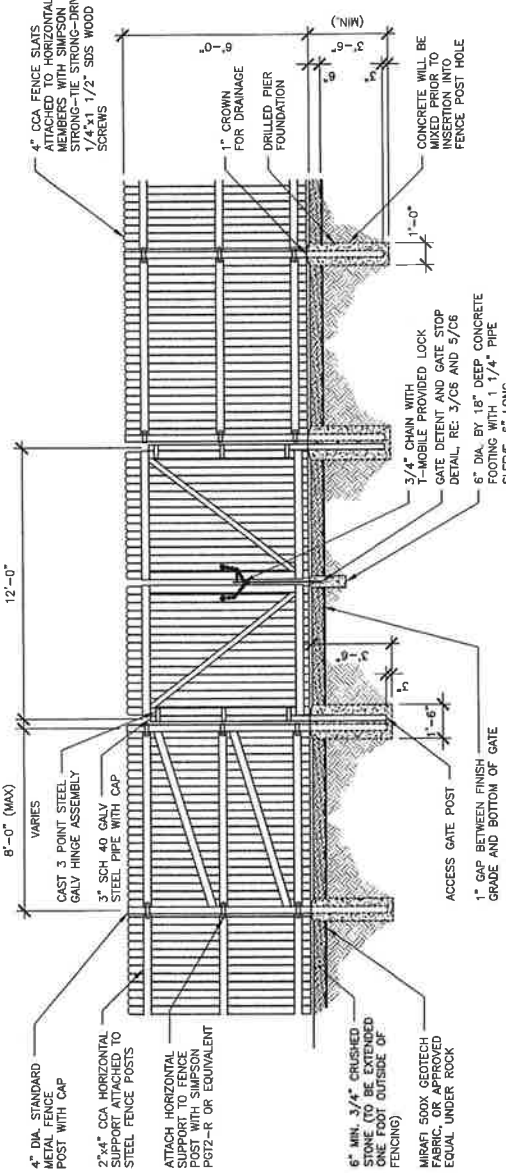 4" DIA. STANDARD
METAL FENCE
POST WITH CAP
2"x4" CCA HORIZONTAL
SUPPORT ATTACHED TO
STEEL FENCE POSTS
ATTACH HORIZONTAL
SUPPORT TO FENCE
POST WITH SIMPSON
PGT2-R OR EQUIVALENT
6" MIN. 3/4" CRUSHED
STONE (TO BE EXTENDED
ONE FOOT OUTSIDE OF
FENCING)
MIRAFI 500X GEOTECH
FABRIC, OR APPROVED
EQUAL UNDER ROCK
8'-0" (MAX)
VARIES
12'-0"
CAST 3 POINT STEEL
GALV HINGE ASSEMBLY
3" SCH 40 GALV
STEEL PIPE WITH CAP
3'-6"
3"
1'-6"
ACCESS GATE POST
1" GAP BETWEEN FINISH
GRADE AND BOTTOM OF GATE
3/4" CHAIN WITH
T-MOBILE PROVIDED LOCK
GATE DETENT AND GATE STOP
DETAIL, RE: 3/C6 AND 5/C6
6" DIA. BY 18" DEEP CONCRETE
FOOTING WITH 1 1/4" PIPE
4" CCA FENCE SLATS
ATTACHED TO HORIZONTAL
MEMBERS WITH SIMPSON
STRONG-TIE STRONG-DRIV
1/4"x1 1/2" SDS WOOD
SCREWS
6'-0"
3'-6"
(MIN.)
6"
3"
1" CROWN
FOR DRAINAGE
DRILLED PIER
FOUNDATION
CONCRETE WILL BE
MIXED PRIOR TO
INSERTION INTO
FENCE POST HOLE
1'-0"